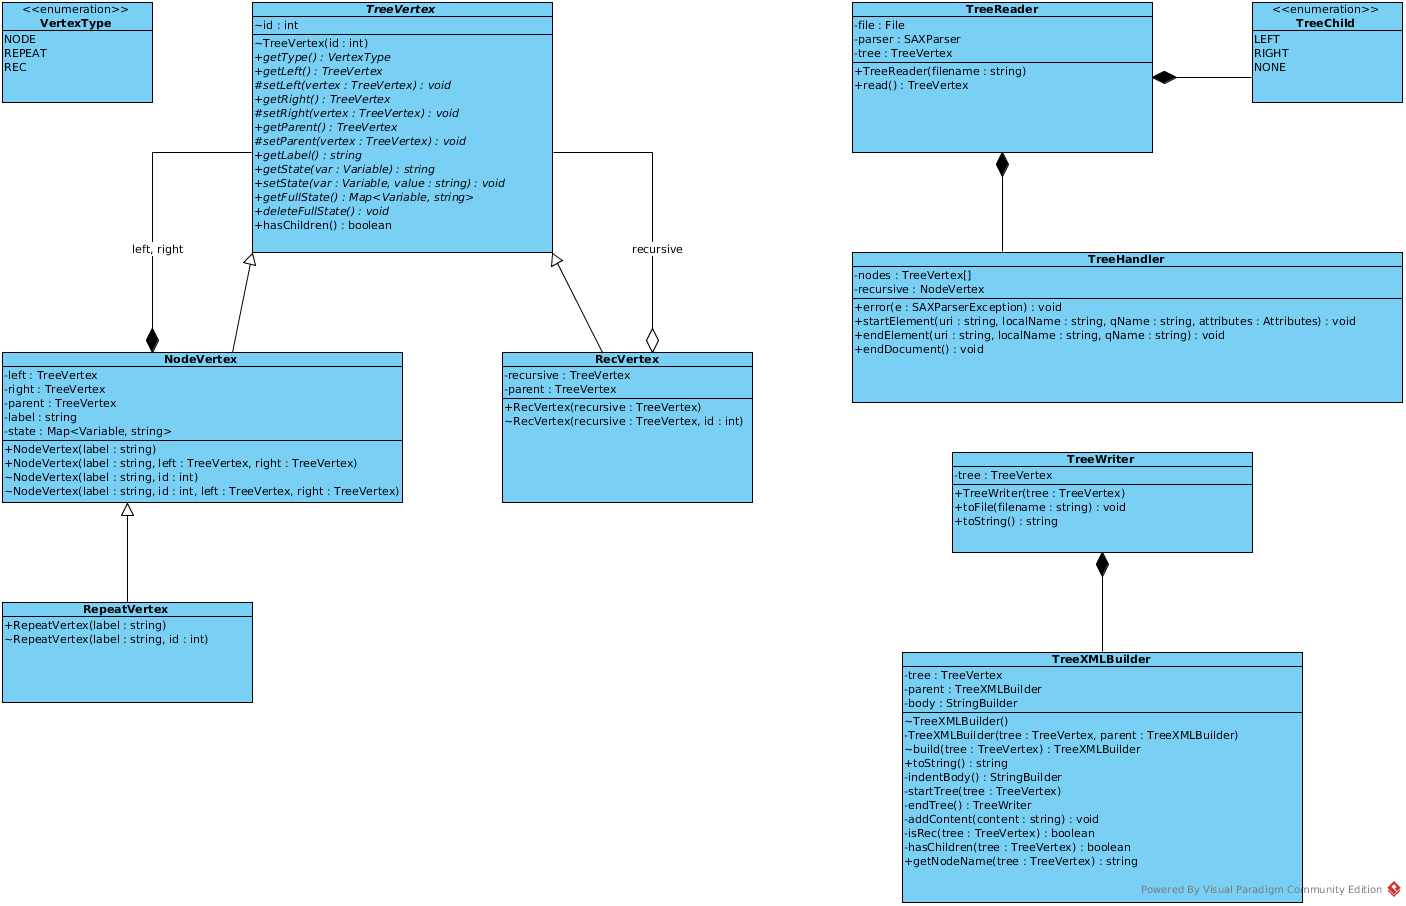 <<enumeration>>
VertexType
NODE
REPEAT
REC
TreeVertex
~id : int
~TreeVertex(id : int)
+getType() : VertexType
+getLeft() : TreeVertex
#setLeft(vertex : TreeVertex) : void
+getRight() : TreeVertex
#setRight(vertex : TreeVertex) : void
+getParent() : TreeVertex
#setParent(vertex : TreeVertex) : void
+getLabel() : string
+getState(var : Variable) : string
+setState(var : Variable, value : string) : void
+getFullState() : Map<Variable, string>
+deleteFullState() : void
+hasChildren() : boolean
left, right
recursive
NodeVertex
-left : TreeVertex
-right : TreeVertex
-parent : TreeVertex
-label : string
-state : Map<Variable, string>
+NodeVertex(label : string)
+NodeVertex(label : string, left : TreeVertex, right : TreeVertex)
~NodeVertex(label : string, id : int)
~NodeVertex(label : string, id : int, left : TreeVertex, right : TreeVertex)
RecVertex
-recursive : TreeVertex
-parent : TreeVertex
+RecVertex(recursive : TreeVertex)
~RecVertex(recursive : TreeVertex, id : int)
RepeatVertex
+RepeatVertex(label : string)
~RepeatVertex(label : string, id : int)
TreeReader
-file : File
-parser : SAXParser
-tree : TreeVertex
+TreeReader(filename : string)
+read() : TreeVertex
<<enumeration>>
TreeChild
LEFT
RIGHT
NONE
TreeHandler
-nodes : TreeVertex[]
-recursive : NodeVertex
+error(e : SAXParserException) : void
+startElement(uri : string, localName : string, qName : string, attributes : Attributes) : void
+endElement(uri : string, localName : string, qName : string) : void
+endDocument() : void
TreeWriter
-tree : TreeVertex
+TreeWriter(tree : TreeVertex)
+toFile(filename : string) : void
+toString() : string
TreeXMLBuilder
-tree : TreeVertex
-parent : TreeXMLBuilder
-body : StringBuilder
~TreeXMLBuilder()
-TreeXMLBuilder(tree : TreeVertex, parent : TreeXMLBuilder)
~build(tree : TreeVertex) : TreeXMLBuilder
+toString() : string
-indentBody() : StringBuilder
-startTree(tree : TreeVertex)
-endTree() : TreeWriter
-addContent(content : string) : void
-isRec(tree : TreeVertex) : boolean
-hasChildren(tree : TreeVertex) : boolean
+getNodeName(tree : TreeVertex) : string
Powered By Visual Paradigm Community Edition